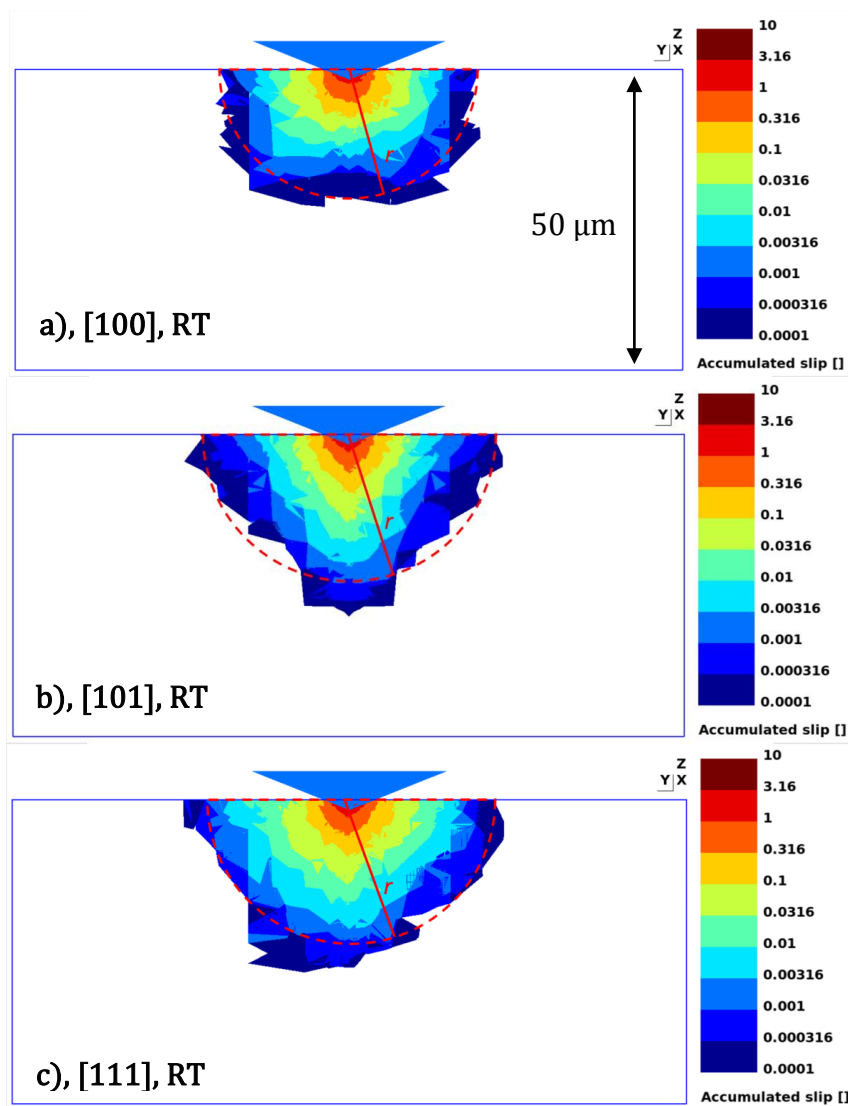 10
Z
Y X
3.16
1
0.316
0.1
r
0.0316
0.01
50 μm
0.00316
0.001
0.000316
a), [100], RT
0.0001
Accumulated slip []
10
Z
Y X
3.16
1
0.316
0.1
r
0.0316
0.01
0.00316
0.001
0.000316
b), [101], RT
0.0001
Accumulated slip []
10
Z
Y X
3.16
1
0.316
0.1
r
0.0316
0.01
0.00316
0.001
0.000316
c), [111], RT
0.0001
Accumulated slip []